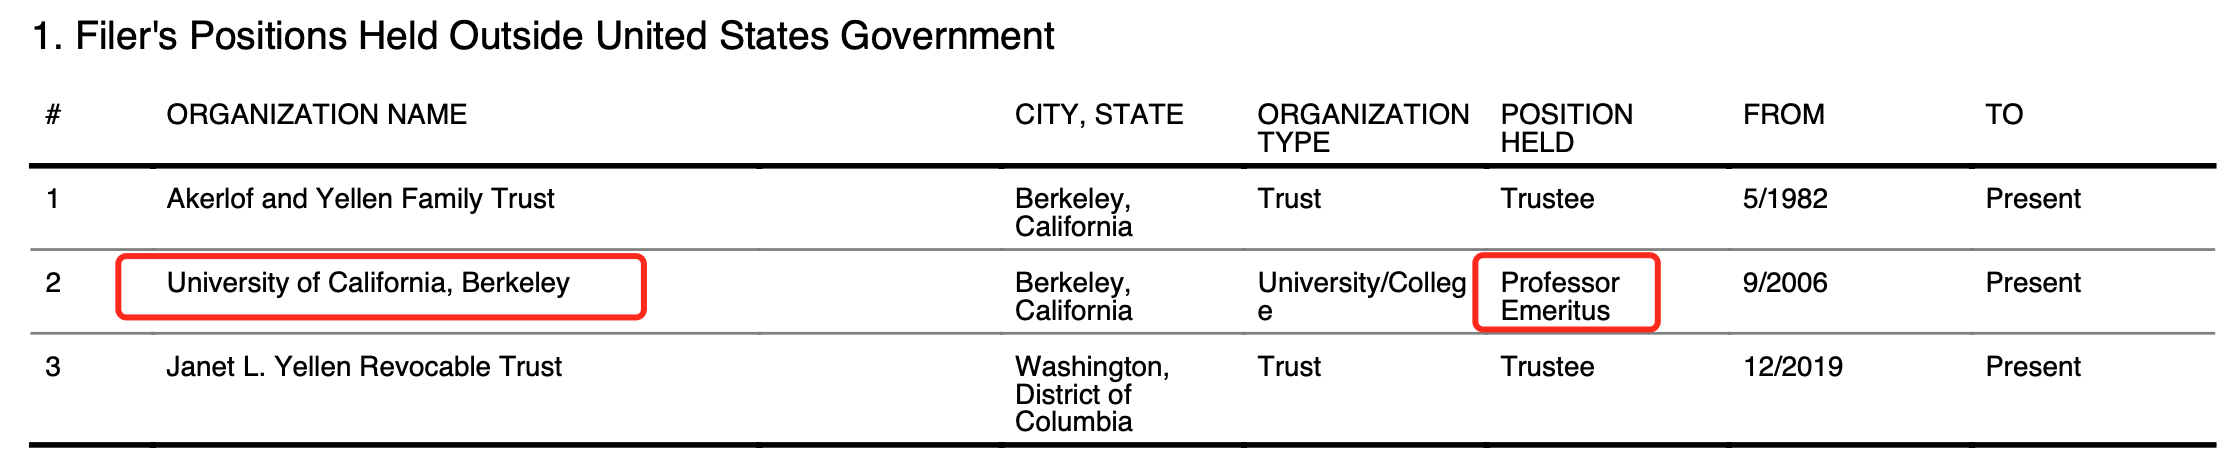 1. Filer's Positions Held Outside United States Government
# ORGANIZATION NAME CITY, STATE ORGANIZATION TYPE POSITION HELD FROM TO
1 Akerlof and Yellen Family Trust Berkeley, California Trust Trustee 5/1982 Present
2 University of California, Berkeley Berkeley, California University/College Professor Emeritus 9/2006 Present
3 Janet L. Yellen Revocable Trust Washington, District of Columbia Trust Trustee 12/2019 Present